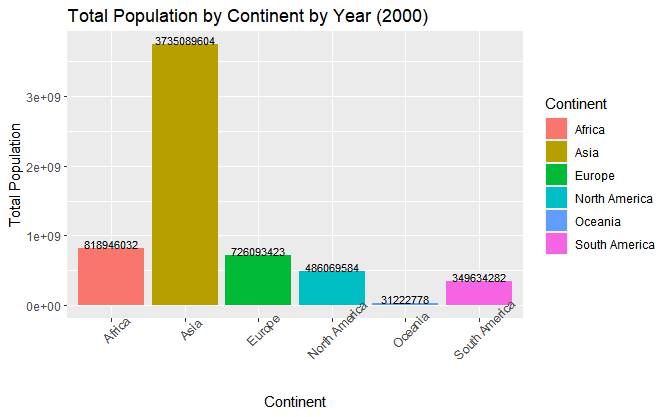 Total Population by Continent by Year (2000)
Total Population
3e+09
2e+09
1e+09
0e+00
818946032
3735089604
726093423
486069584
31222778
349634282
Africa
Asia
Europe
North America
Oceania
South America
Continent
Continent
Africa
Asia
Europe
North America
Oceania
South America